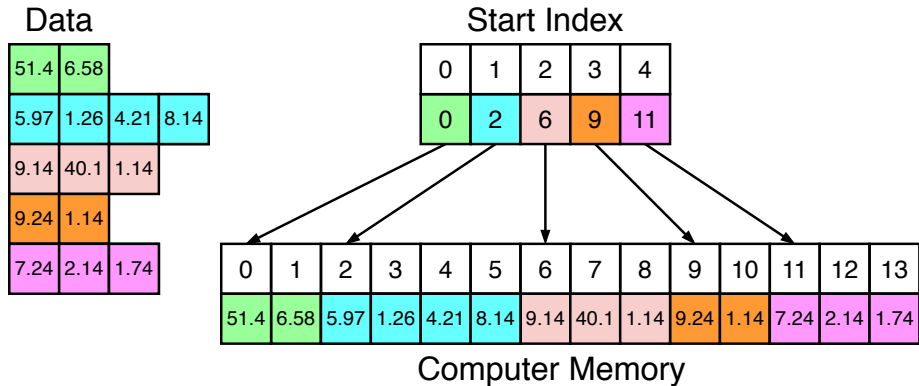 Data
51.4 6.58
5.97 1.26 4.21 8.14
9.14 40.1 1.14
9.24 1.14
7.24 2.14 1.74
Start Index
0 1 2 3 4
0 2 6 9 11
0 1 2 3 4 5 6 7 8 9 10 11 12 13
51.4 6.58 5.97 1.26 4.21 8.14 9.14 40.1 1.14 9.24 1.14 7.24 2.14 1.74
Computer Memory